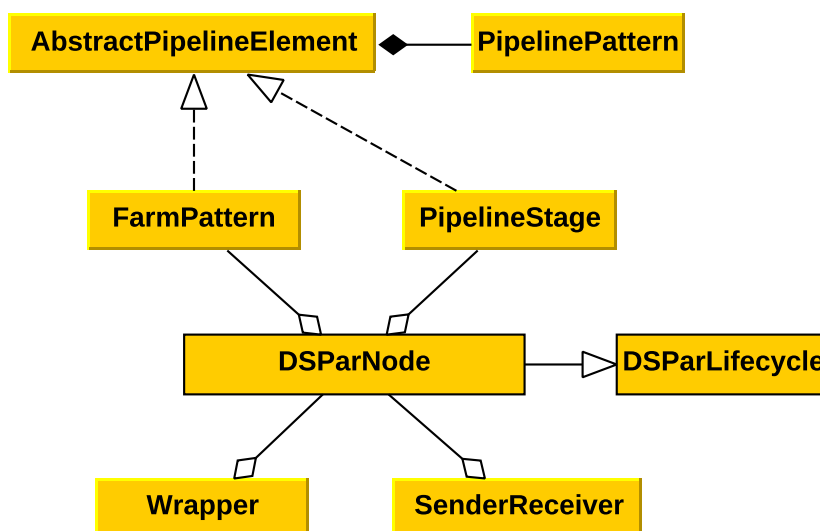 AbstractPipelineElement
PipelinePattern
FarmPattern
PipelineStage
DSParNode
DSParLifecycle
Wrapper
SenderReceiver